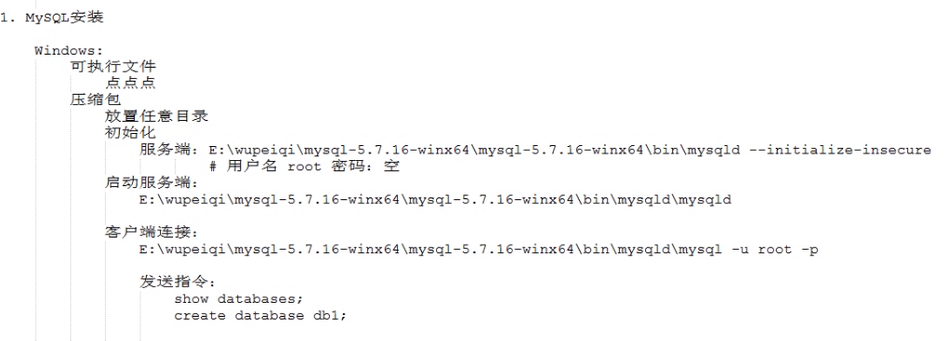 1. MySQL安装
Windows:
可执行文件
点点点
压缩包
放置任意目录
初始化
服务端：E:\wupeiqi\mysql-5.7.16-winx64\mysql-5.7.16-winx64\bin\mysqld --initialize-insecure
# 用户名 root 密码：空
启动服务端：
E:\wupeiqi\mysql-5.7.16-winx64\mysql-5.7.16-winx64\bin\mysqld\mysqld
客户端连接：
E:\wupeiqi\mysql-5.7.16-winx64\mysql-5.7.16-winx64\bin\mysqld\mysql -u root -p
发送指令：
show databases;
create database db1;